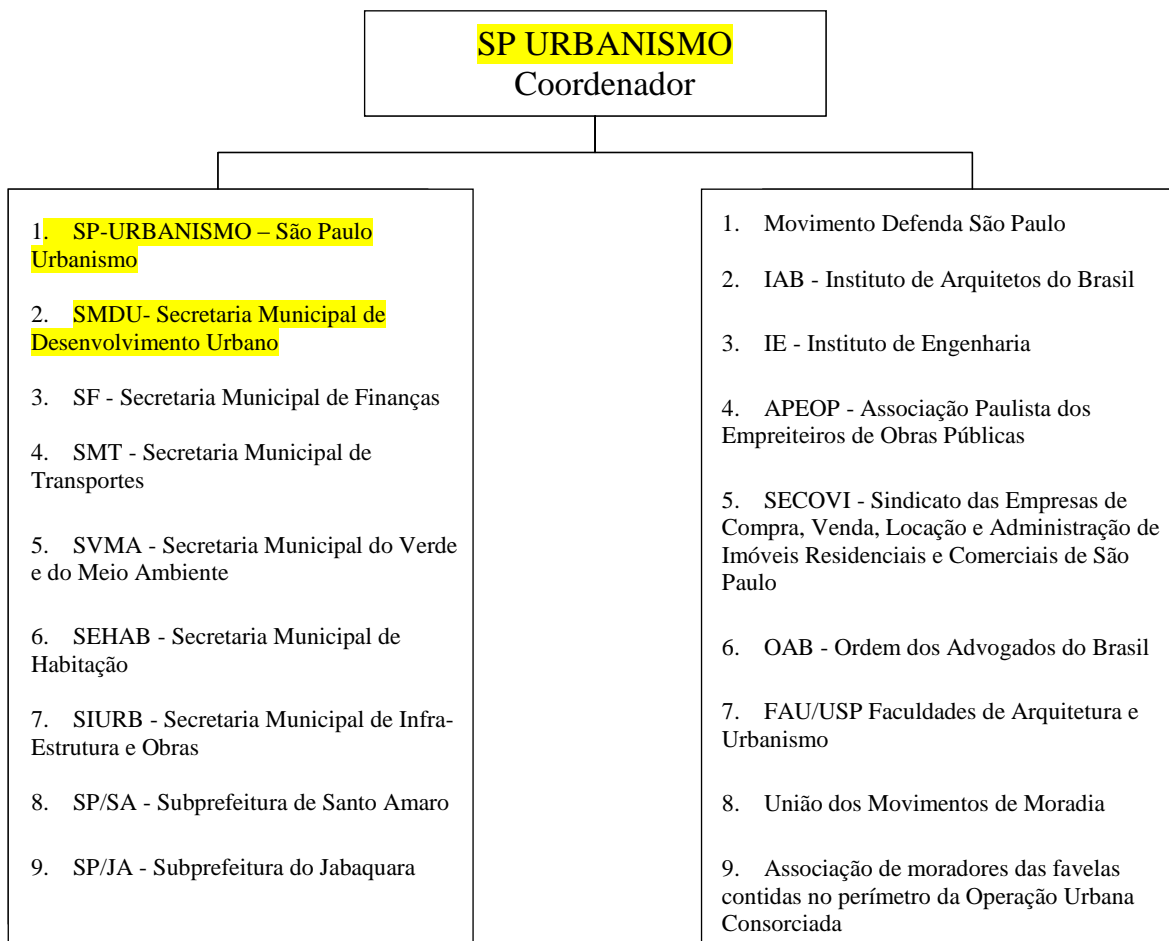 SP URBANISMO
Coordenador
1. SP-URBANISMO – São Paulo
Urbanismo
2. SMDU- Secretaria Municipal de
Desenvolvimento Urbano
3. SF - Secretaria Municipal de Finanças
4. SMT - Secretaria Municipal de
Transportes
5. SVMA - Secretaria Municipal do Verde
e do Meio Ambiente
6. SEHAB - Secretaria Municipal de
Habitação
7. SIURB - Secretaria Municipal de Infra-
Estrutura e Obras
8. SP/SA - Subprefeitura de Santo Amaro
9. SP/JA - Subprefeitura do Jabaquara
1. Movimento Defenda São Paulo
2. IAB - Instituto de Arquitetos do Brasil
3. IE - Instituto de Engenharia
4. APEOP - Associação Paulista dos
Empreiteiros de Obras Públicas
5. SECOVI - Sindicato das Empresas de
Compra, Venda, Locação e Administração de
Imóveis Residenciais e Comerciais de São
Paulo
6. OAB - Ordem dos Advogados do Brasil
7. FAU/USP Faculdades de Arquitetura e
Urbanismo
8. União dos Movimentos de Moradia
9. Associação de moradores das favelas
contidas no perímetro da Operação Urbana
Consorciada